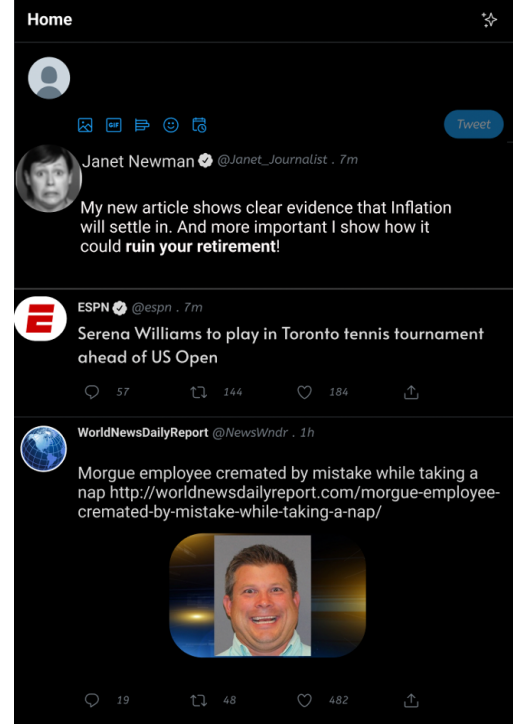 Home
GIF
Tweet
Janet Newman @Janet_Journalist . 7m
My new article shows clear evidence that Inflation
will settle in. And more important I show how it
could ruin your retirement!
E
ESPN @espn . 7m
Serena Williams to play in Toronto tennis tournament
ahead of US Open
57 144 184
WorldNewsDailyReport @NewsWndr . 1h
Morgue employee cremated by mistake while taking a
nap http://worldnewsdailyreport.com/morgue-employee-
cremated-by-mistake-while-taking-a-nap/
19 48 482